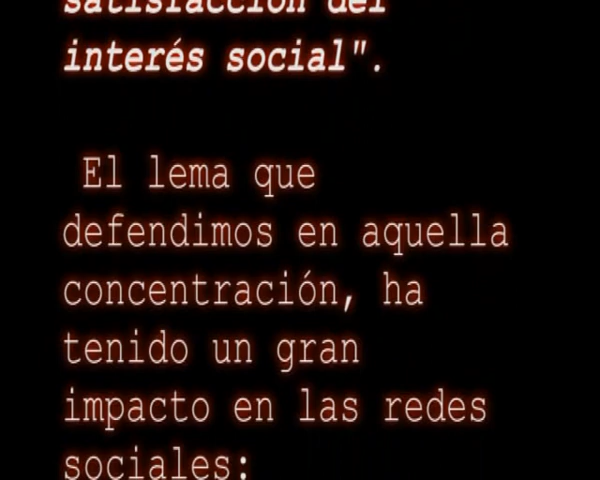 satisfacción del
interés social".
El lema que
defendimos en aquella
concentración, ha
tenido un gran
impacto en las redes
sociales: